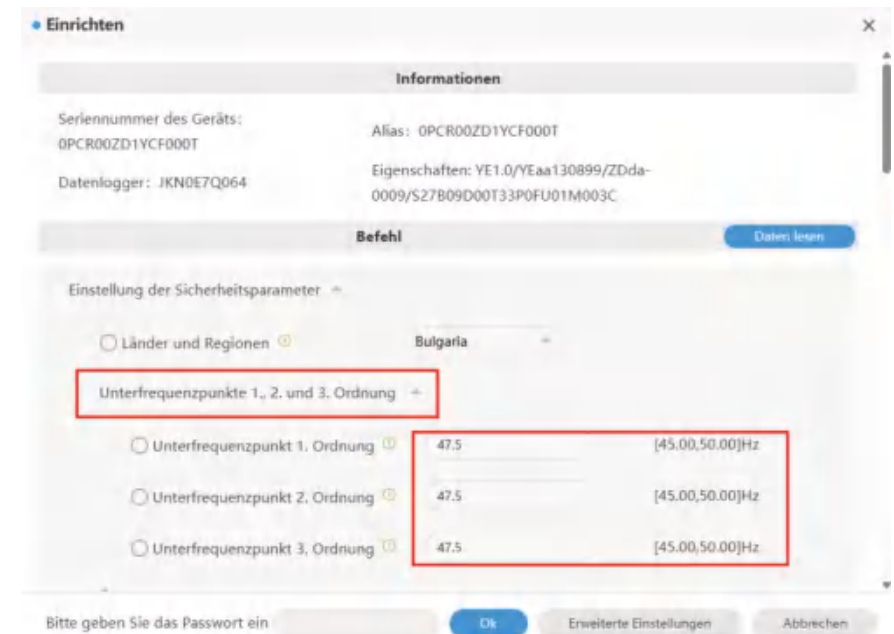 Einrichten
Informationen
Seriennummer des Geräts:
0PCR00ZD1YCF000T
Alias: 0PCR00ZD1YCF000T
Datenlogger: JKN0E7Q064
Eigenschaften: YE1.0/YEaa130899/ZDda-
0009/S27B09D00T33P0FU01M003C
Befehl
Daten lesen
Einstellung der Sicherheitsparameter
Länder und Regionen
Bulgaria
Unterfrequenzpunkte 1., 2. und 3. Ordnung
Unterfrequenzpunkt 1. Ordnung 47.5 [45.00,50.00]Hz
Unterfrequenzpunkt 2. Ordnung 47.5 [45.00,50.00]Hz
Unterfrequenzpunkt 3. Ordnung 47.5 [45.00,50.00]Hz
Bitte geben Sie das Passwort ein
Ok
Erweiterte Einstellungen
Abbrechen